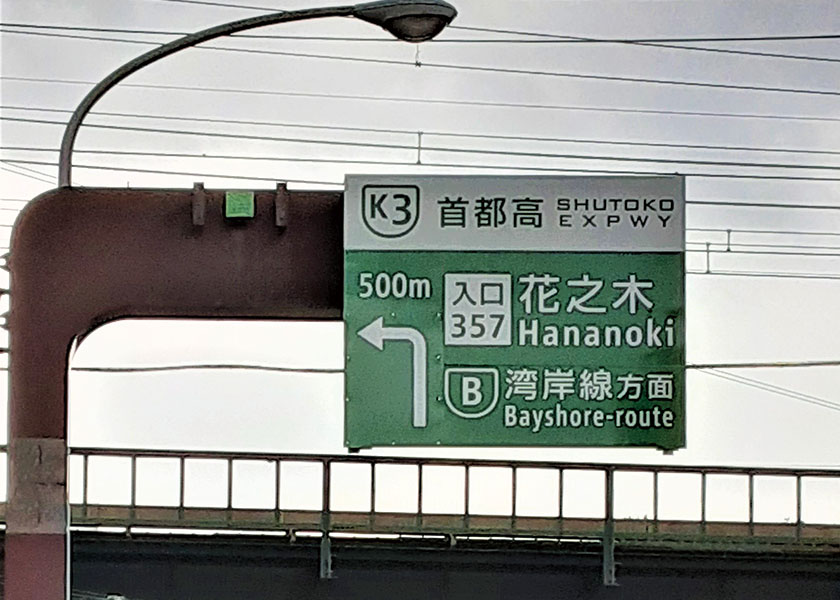 K3 首都高 SHUTOKO
EXPWY
500m 入口 花之木
357 Hananoki
B 湾岸線方面
Bayshore-route